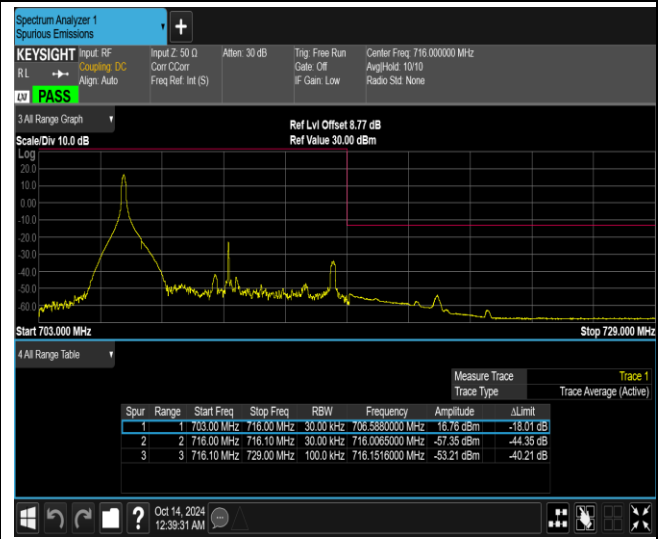 Spectrum Analyzer 1
Spurious Emissions
+
KEYSIGHT Input: RF Input Z: 50 Ω Atten: 30 dB Trig: Free Run Center Freq: 716.000000 MHz
R L Coupling: DC Corr CCorr Gate: Off Avg|Hold: 10/10
Align: Auto Freq Ref: Int (S) IF Gain: Low Radio Std: None
LXI PASS
3 All Range Graph
Ref Lvl Offset 8.77 dB
Scale/Div 10.0 dB Ref Value 30.00 dBm
Log
20.0
10.0
0.00
-10.0
-20.0
-30.0
-40.0
-50.0
-60.0
Start 703.000 MHz Stop 729.000 MHz
4 All Range Table
Measure Trace Trace 1
Trace Type Trace Average (Active)
Spur Range Start Freq Stop Freq RBW Frequency Amplitude ΔLimit
1 1 703.00 MHz 716.00 MHz 30.00 kHz 706.5880000 MHz 16.76 dBm -18.01 dB
2 2 716.00 MHz 716.10 MHz 30.00 kHz 716.0065000 MHz -57.35 dBm -44.35 dB
3 3 716.10 MHz 729.00 MHz 100.0 kHz 716.1516000 MHz -53.21 dBm -40.21 dB
? Oct 14, 2024
12:39:31 AM